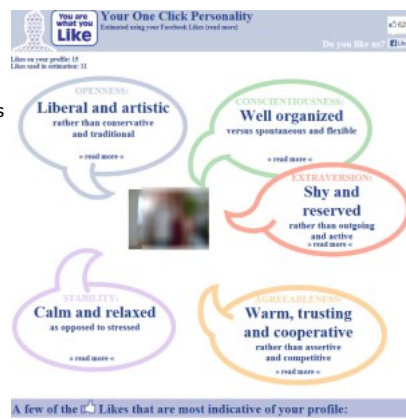 You are
what you
Like
Your One Click Personality
Estimated using your Facebook Likes (read more)
62
Do you like us?
Likes on your profile: 15
Likes used in estimation: 11
s
OPENNESS:
Liberal and artistic
rather than conservative
and traditional
» read more «
CONSCIENTIOUSNESS:
Well organized
versus spontaneous and flexible
» read more «
EXTRAVERSION:
Shy and
reserved
rather than outgoing
and active
» read more «
STABILITY:
Calm and relaxed
as opposed to stressed
» read more «
AGREEABLENESS:
Warm, trusting
and cooperative
rather than assertive
and competitive
» read more «
A few of the Likes that are most indicative of your profile: